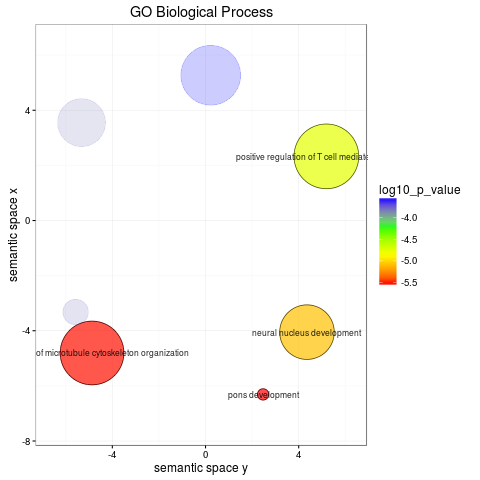 GO Biological Process
4
0
-4
-8
-4
0
4
semantic space x
semantic space y
positive regulation of T cell mediate
of microtubule cytoskeleton organization
neural nucleus development
pons development
log10_p_value
-4.0
-4.5
-5.0
-5.5